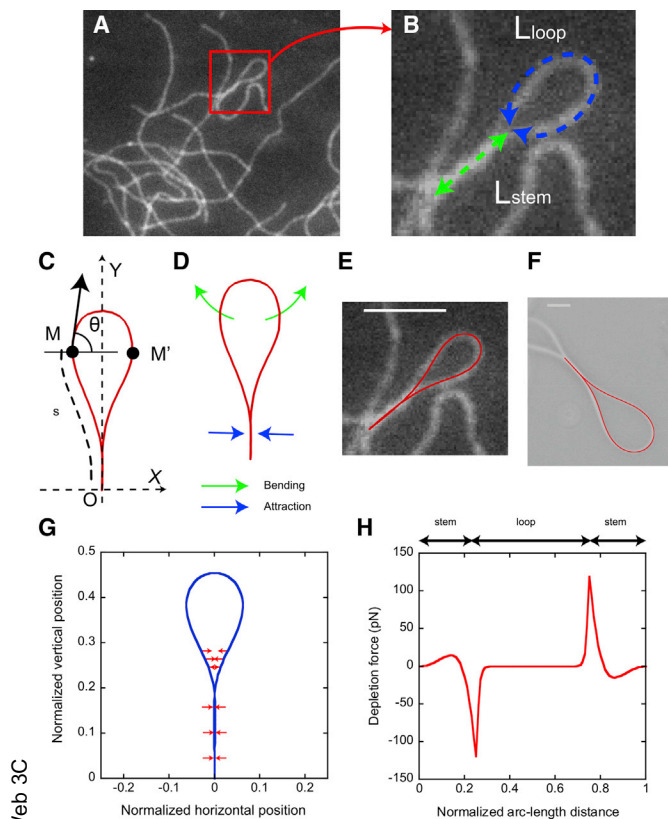 A
B
Lloop
Lstem
C
D
E
F
Y
M
θ
M'
s
O
X
Bending
Attraction
G
H
stem loop stem
Normalized vertical position
0.5
0.4
0.3
0.2
0.1
0
-0.2 -0.1 0 0.1 0.2
Normalized horizontal position
Depletion force (pN)
150
100
50
0
-50
-100
-150
0 0.2 0.4 0.6 0.8 1
Normalized arc-length distance